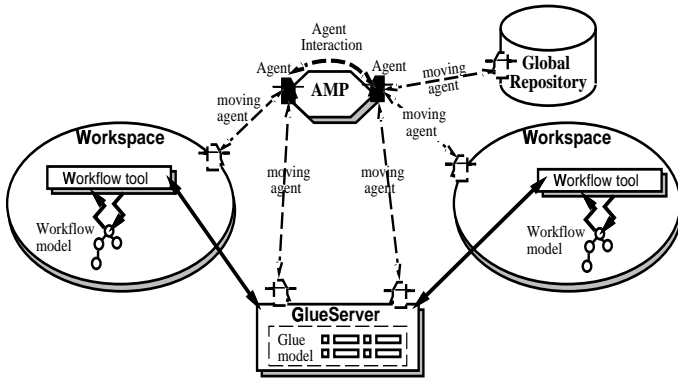 Agent
Interaction
Agent
Agent
AMP
Global
Repository
moving
agent
moving
agent
moving
agent
Workspace
Workspace
Workflow tool
Workflow tool
moving
agent
moving
agent
Workflow
model
Workflow
model
GlueServer
Glue
model